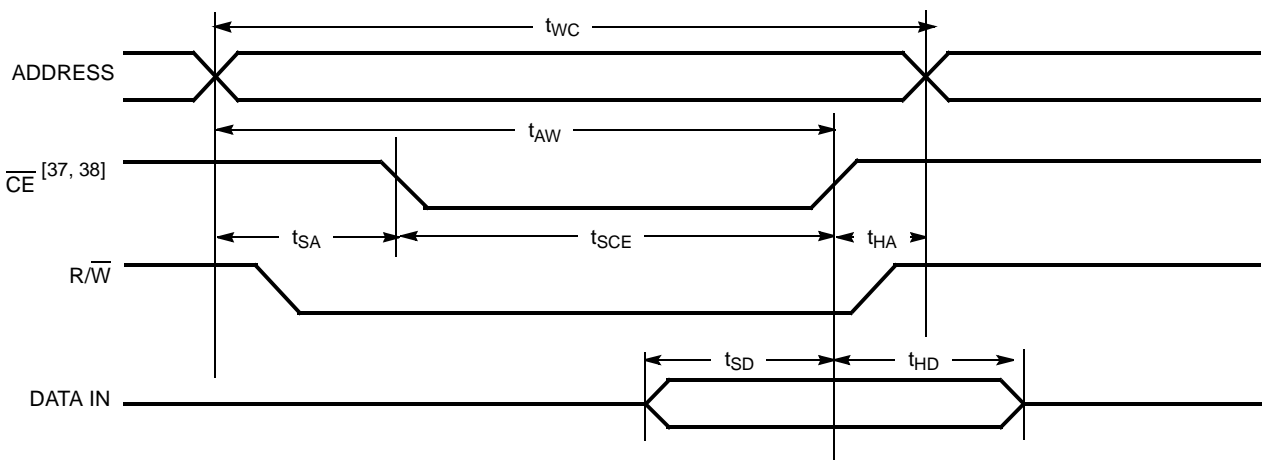 tWC
ADDRESS
tAW
CE [37, 38]
tSA
tSCE
tHA
R/W
tSD
tHD
DATA IN